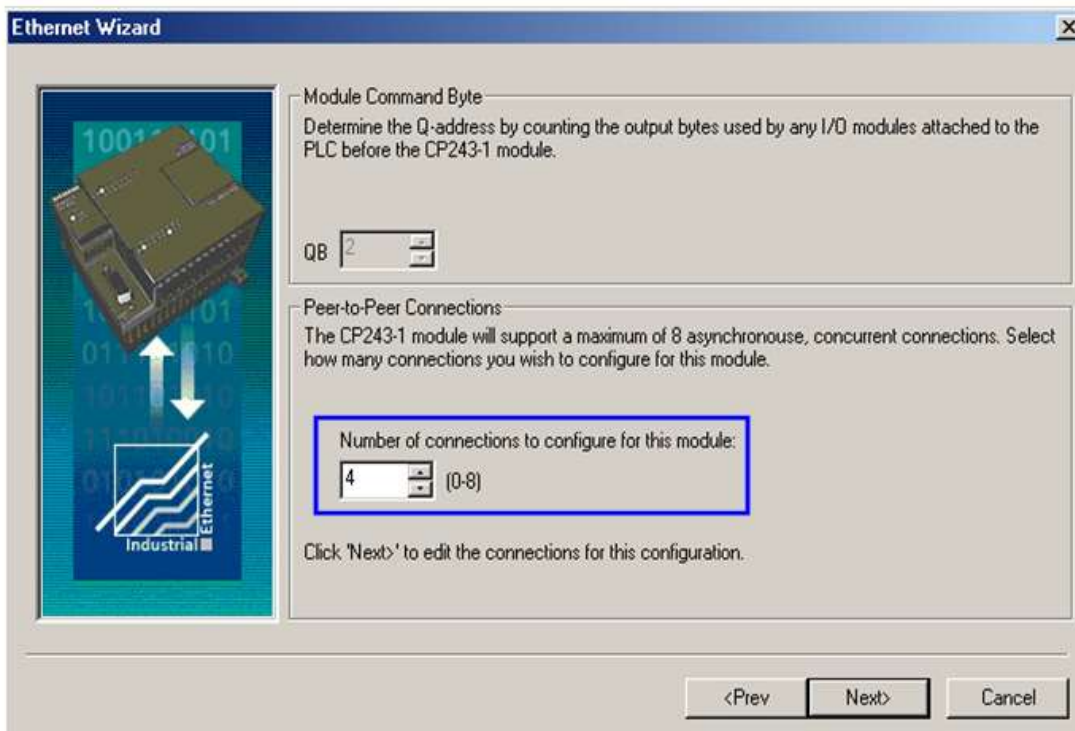 Ethernet Wizard
Module Command Byte
Determine the Q-address by counting the output bytes used by any I/O modules attached to the
PLC before the CP243-1 module.
QB 2
Peer-to-Peer Connections
The CP243-1 module will support a maximum of 8 asynchronouse, concurrent connections. Select
how many connections you wish to configure for this module.
Number of connections to configure for this module:
4 (0-8)
Click 'Next>' to edit the connections for this configuration.
Industrial
Ethernet
<Prev Next> Cancel